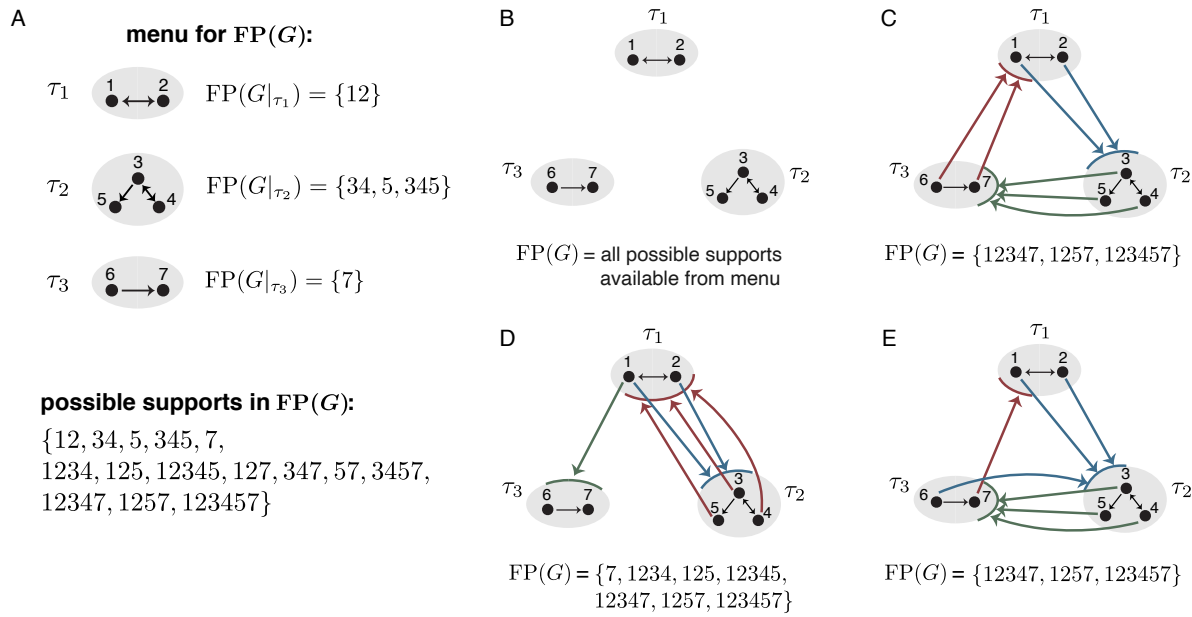 A
menu for FP(G):
τ₁ 1 2 FP(G|τ₁) = {12}
τ₂ 3 5 4 FP(G|τ₂) = {34, 5, 345}
τ₃ 6 7 FP(G|τ₃) = {7}
possible supports in FP(G):
{12, 34, 5, 345, 7,
1234, 125, 12345, 127, 347, 57, 3457,
12347, 1257, 123457}
B
τ₁
1 2
τ₃ 6 7
3 τ₂
5 4
FP(G) = all possible supports
available from menu
C
τ₁
1 2
τ₃ 6 7
3 τ₂
5 4
FP(G) = {12347, 1257, 123457}
D
τ₁
1 2
τ₃ 6 7
3 τ₂
5 4
FP(G) = {7, 1234, 125, 12345,
12347, 1257, 123457}
E
τ₁
1 2
τ₃ 6 7
3 τ₂
5 4
FP(G) = {12347, 1257, 123457}